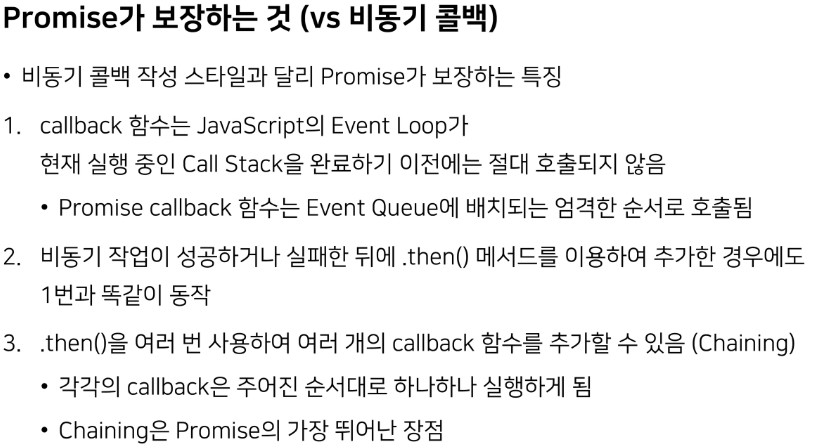 Promise가 보장하는 것 (vs 비동기 콜백)
• 비동기 콜백 작성 스타일과 달리 Promise가 보장하는 특징
1. callback 함수는 JavaScript의 Event Loop가
현재 실행 중인 Call Stack을 완료하기 이전에는 절대 호출되지 않음
• Promise callback 함수는 Event Queue에 배치되는 엄격한 순서로 호출됨
2. 비동기 작업이 성공하거나 실패한 뒤에 .then() 메서드를 이용하여 추가한 경우에도
1번과 똑같이 동작
3. .then()을 여러 번 사용하여 여러 개의 callback 함수를 추가할 수 있음 (Chaining)
• 각각의 callback은 주어진 순서대로 하나하나 실행하게 됨
• Chaining은 Promise의 가장 뛰어난 장점